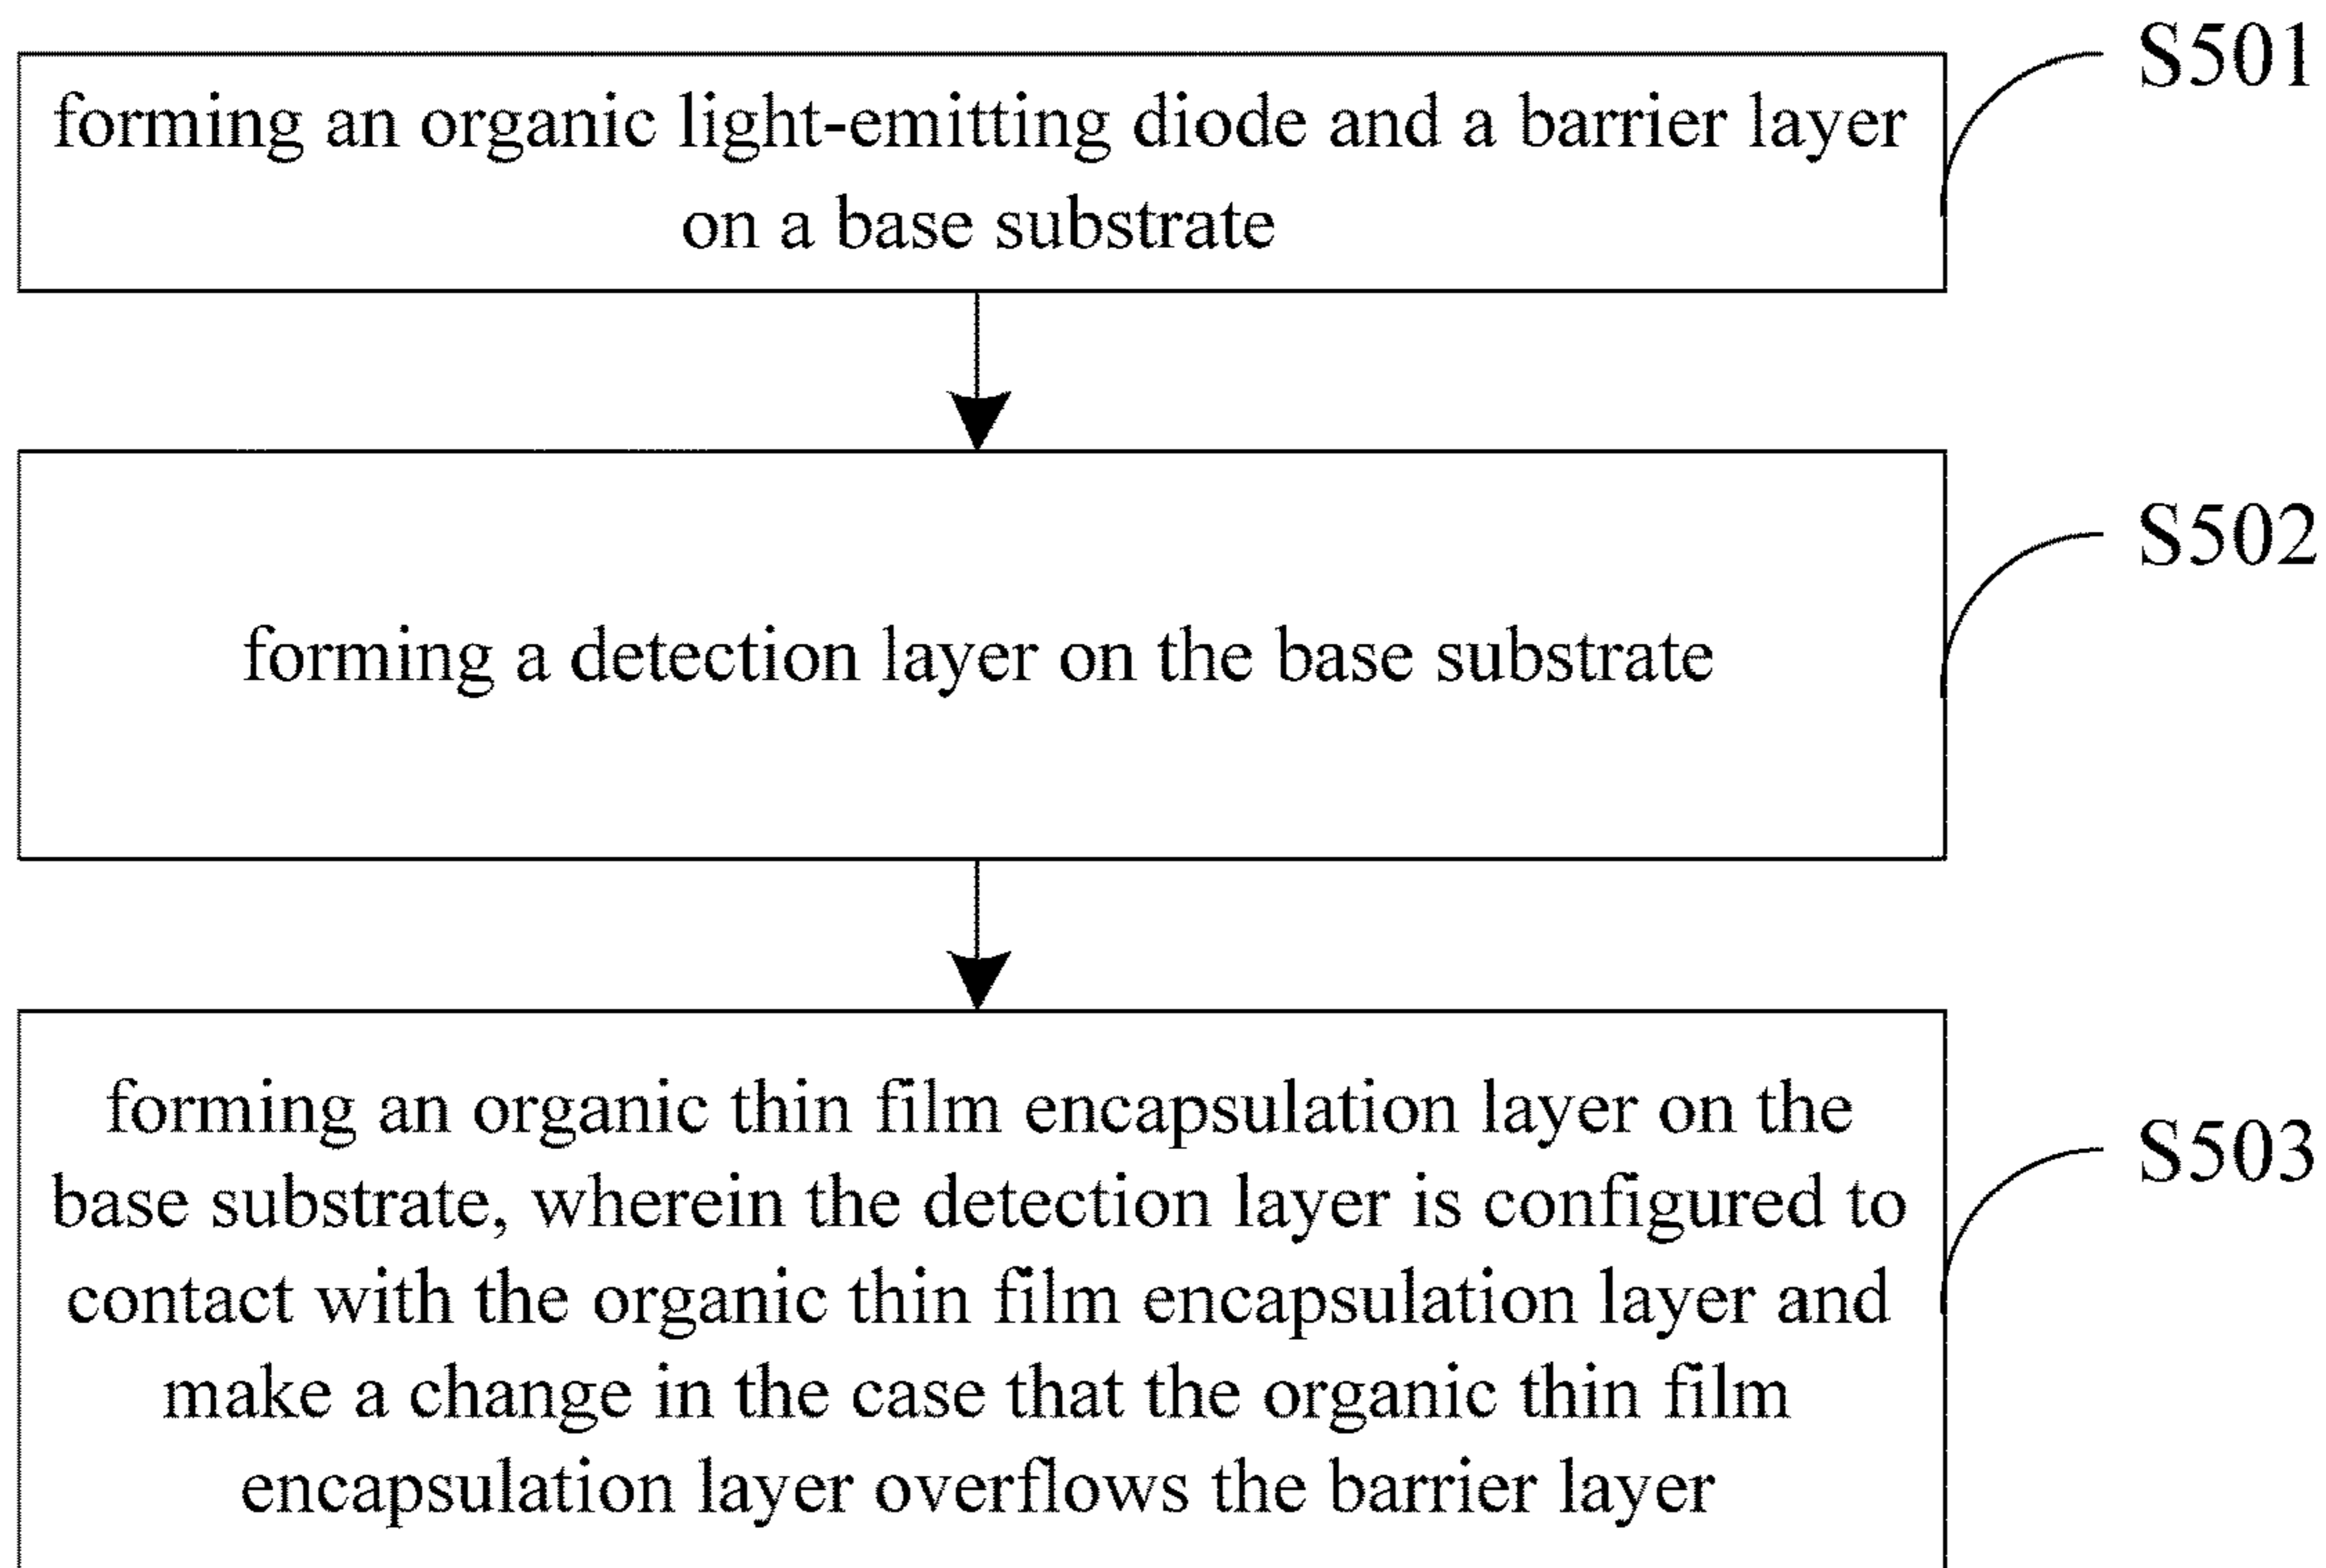 S501
forming an organic light-emitting diode and a barrier layer
on a base substrate
S502
forming a detection layer on the base substrate
S503
forming an organic thin film encapsulation layer on the
base substrate, wherein the detection layer is configured to
contact with the organic thin film encapsulation layer and
make a change in the case that the organic thin film
encapsulation layer overflows the barrier layer